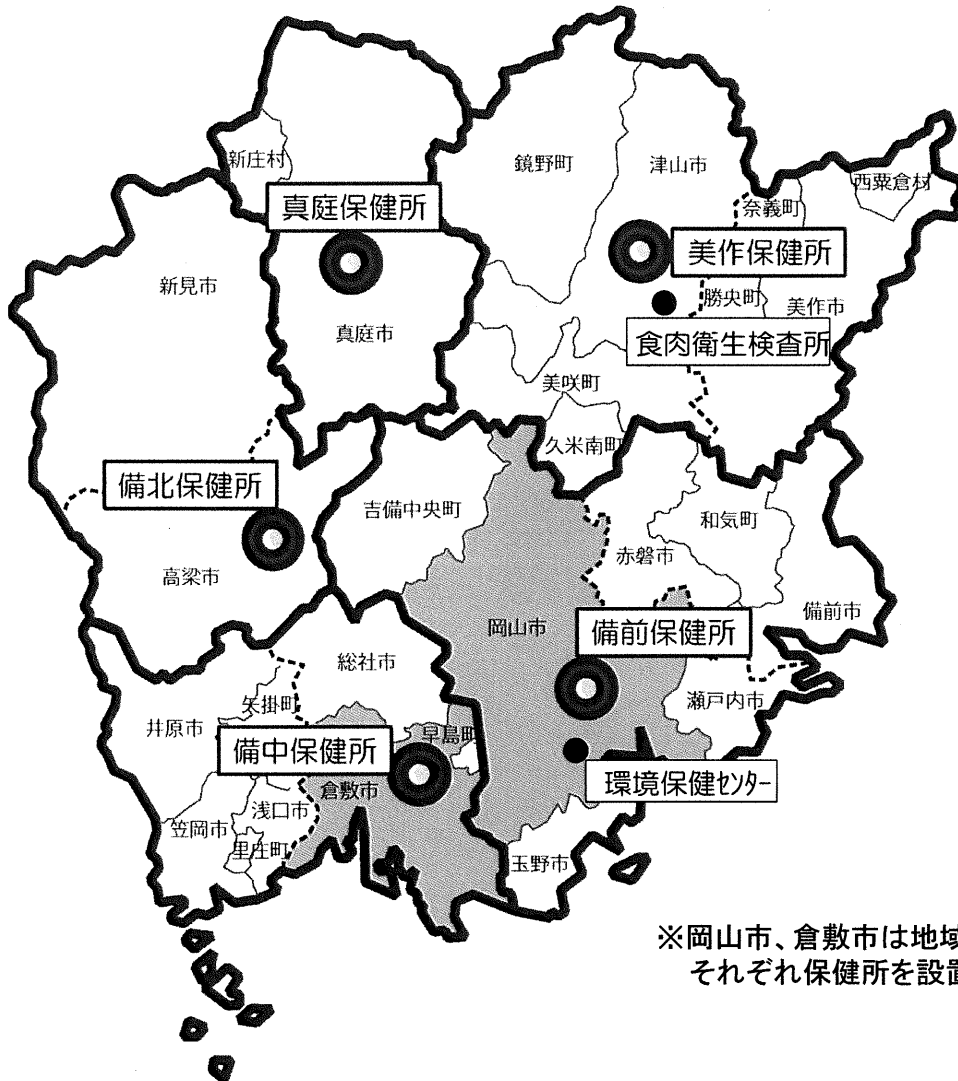 新庄村
鏡野町
津山市
西粟倉村
奈義町
真庭保健所
美作保健所
新見市
勝央町
美作市
真庭市
食肉衛生検査所
美咲町
久米南町
備北保健所
吉備中央町
和気町
赤磐市
高梁市
備前市
岡山市
備前保健所
総社市
瀬戸内市
矢掛町
井原市
早島町
備中保健所
環境保健センター
倉敷市
浅口市
笠岡市
里庄町
玉野市
※岡山市、倉敷市は地域
それぞれ保健所を設置